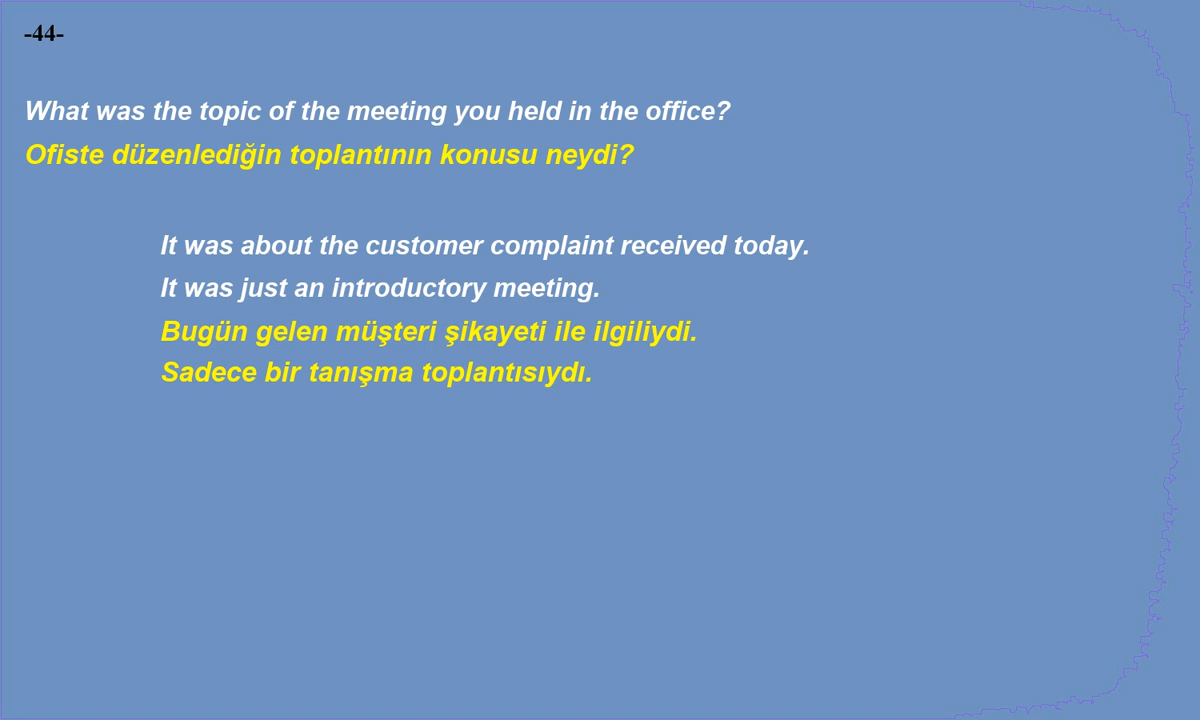 -44-
What was the topic of the meeting you held in the office?
Ofiste düzenlediğin toplantının konusu neydi?
It was about the customer complaint received today.
It was just an introductory meeting.
Bugün gelen müşteri şikayeti ile ilgiliydi.
Sadece bir tanışma toplantısıydı.